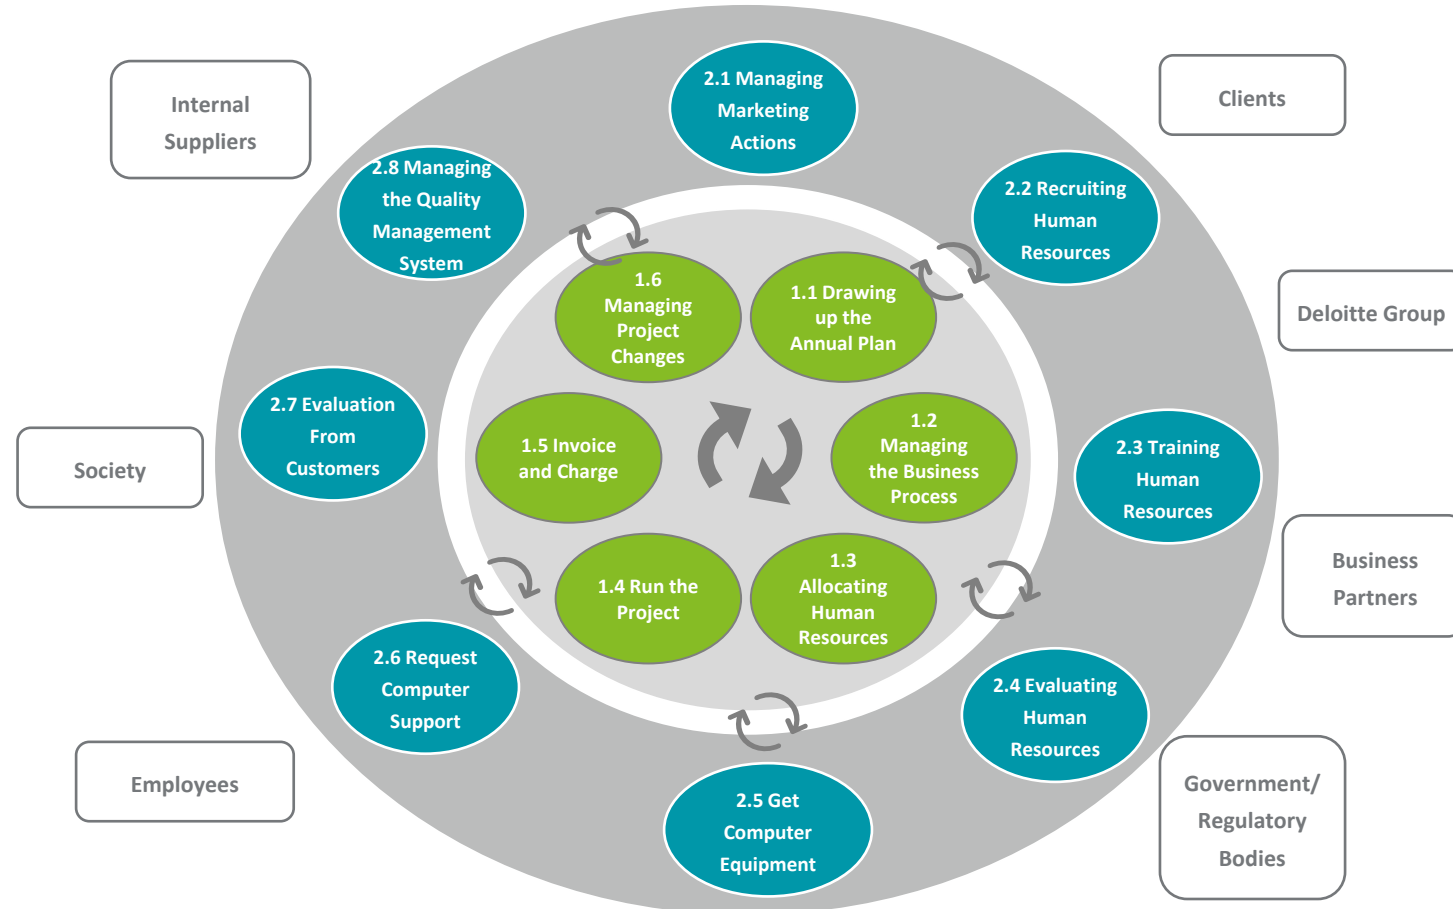 Internal
Suppliers
Clients
Deloitte Group
Business
Partners
Government/
Regulatory
Bodies
Employees
Society
2.1 Managing
Marketing
Actions
2.2 Recruiting
Human
Resources
2.3 Training
Human
Resources
2.4 Evaluating
Human
Resources
2.5 Get
Computer
Equipment
2.6 Request
Computer
Support
2.7 Evaluation
From
Customers
2.8 Managing
the Quality
Management
System
1.1 Drawing
up the
Annual Plan
1.2
Managing
the Business
Process
1.3
Allocating
Human
Resources
1.4 Run the
Project
1.5 Invoice
and Charge
1.6
Managing
Project
Changes